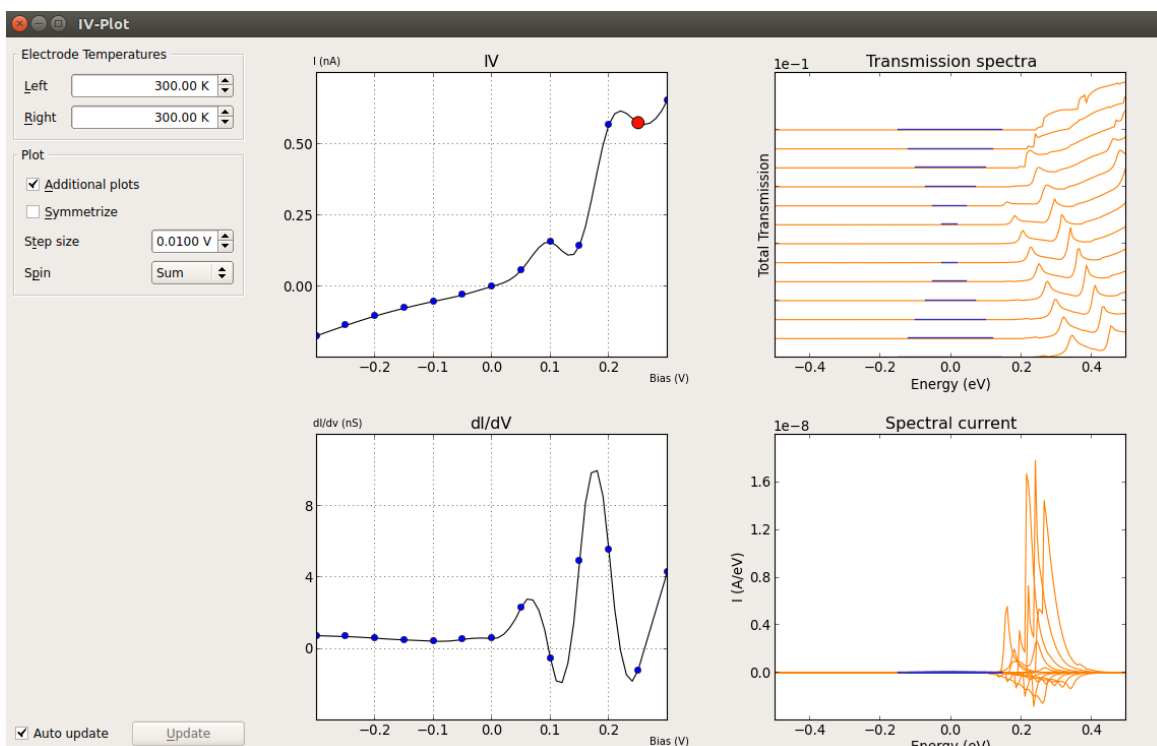 IV-Plot
Electrode Temperatures
Left 300.00 K
Right 300.00 K
Plot
Additional plots
Symmetrize
Step size 0.0100 V
Spin Sum
Auto update Update
I (nA) IV
0.50
0.25
0.00
−0.2 −0.1 0.0 0.1 0.2
Bias (V)
1e−1 Transmission spectra
Total Transmission
−0.4 −0.2 0.0 0.2 0.4
Energy (eV)
dI/dv (nS) dI/dV
8
4
0
−0.2 −0.1 0.0 0.1 0.2
Bias (V)
1e−8 Spectral current
I (A/eV)
1.6
1.2
0.8
0.4
0.0
−0.4 −0.2 0.0 0.2 0.4
Energy (eV)